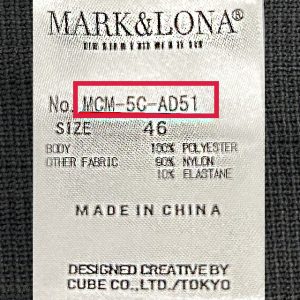 MARK&LONA®
No. MCM-5C-AD51
SIZE 46
BODY 100% POLYESTER
OTHER FABRIC 90% NYLON
10% ELASTANE
MADE IN CHINA
DESIGNED CREATIVE BY
CUBE CO.,LTD./TOKYO